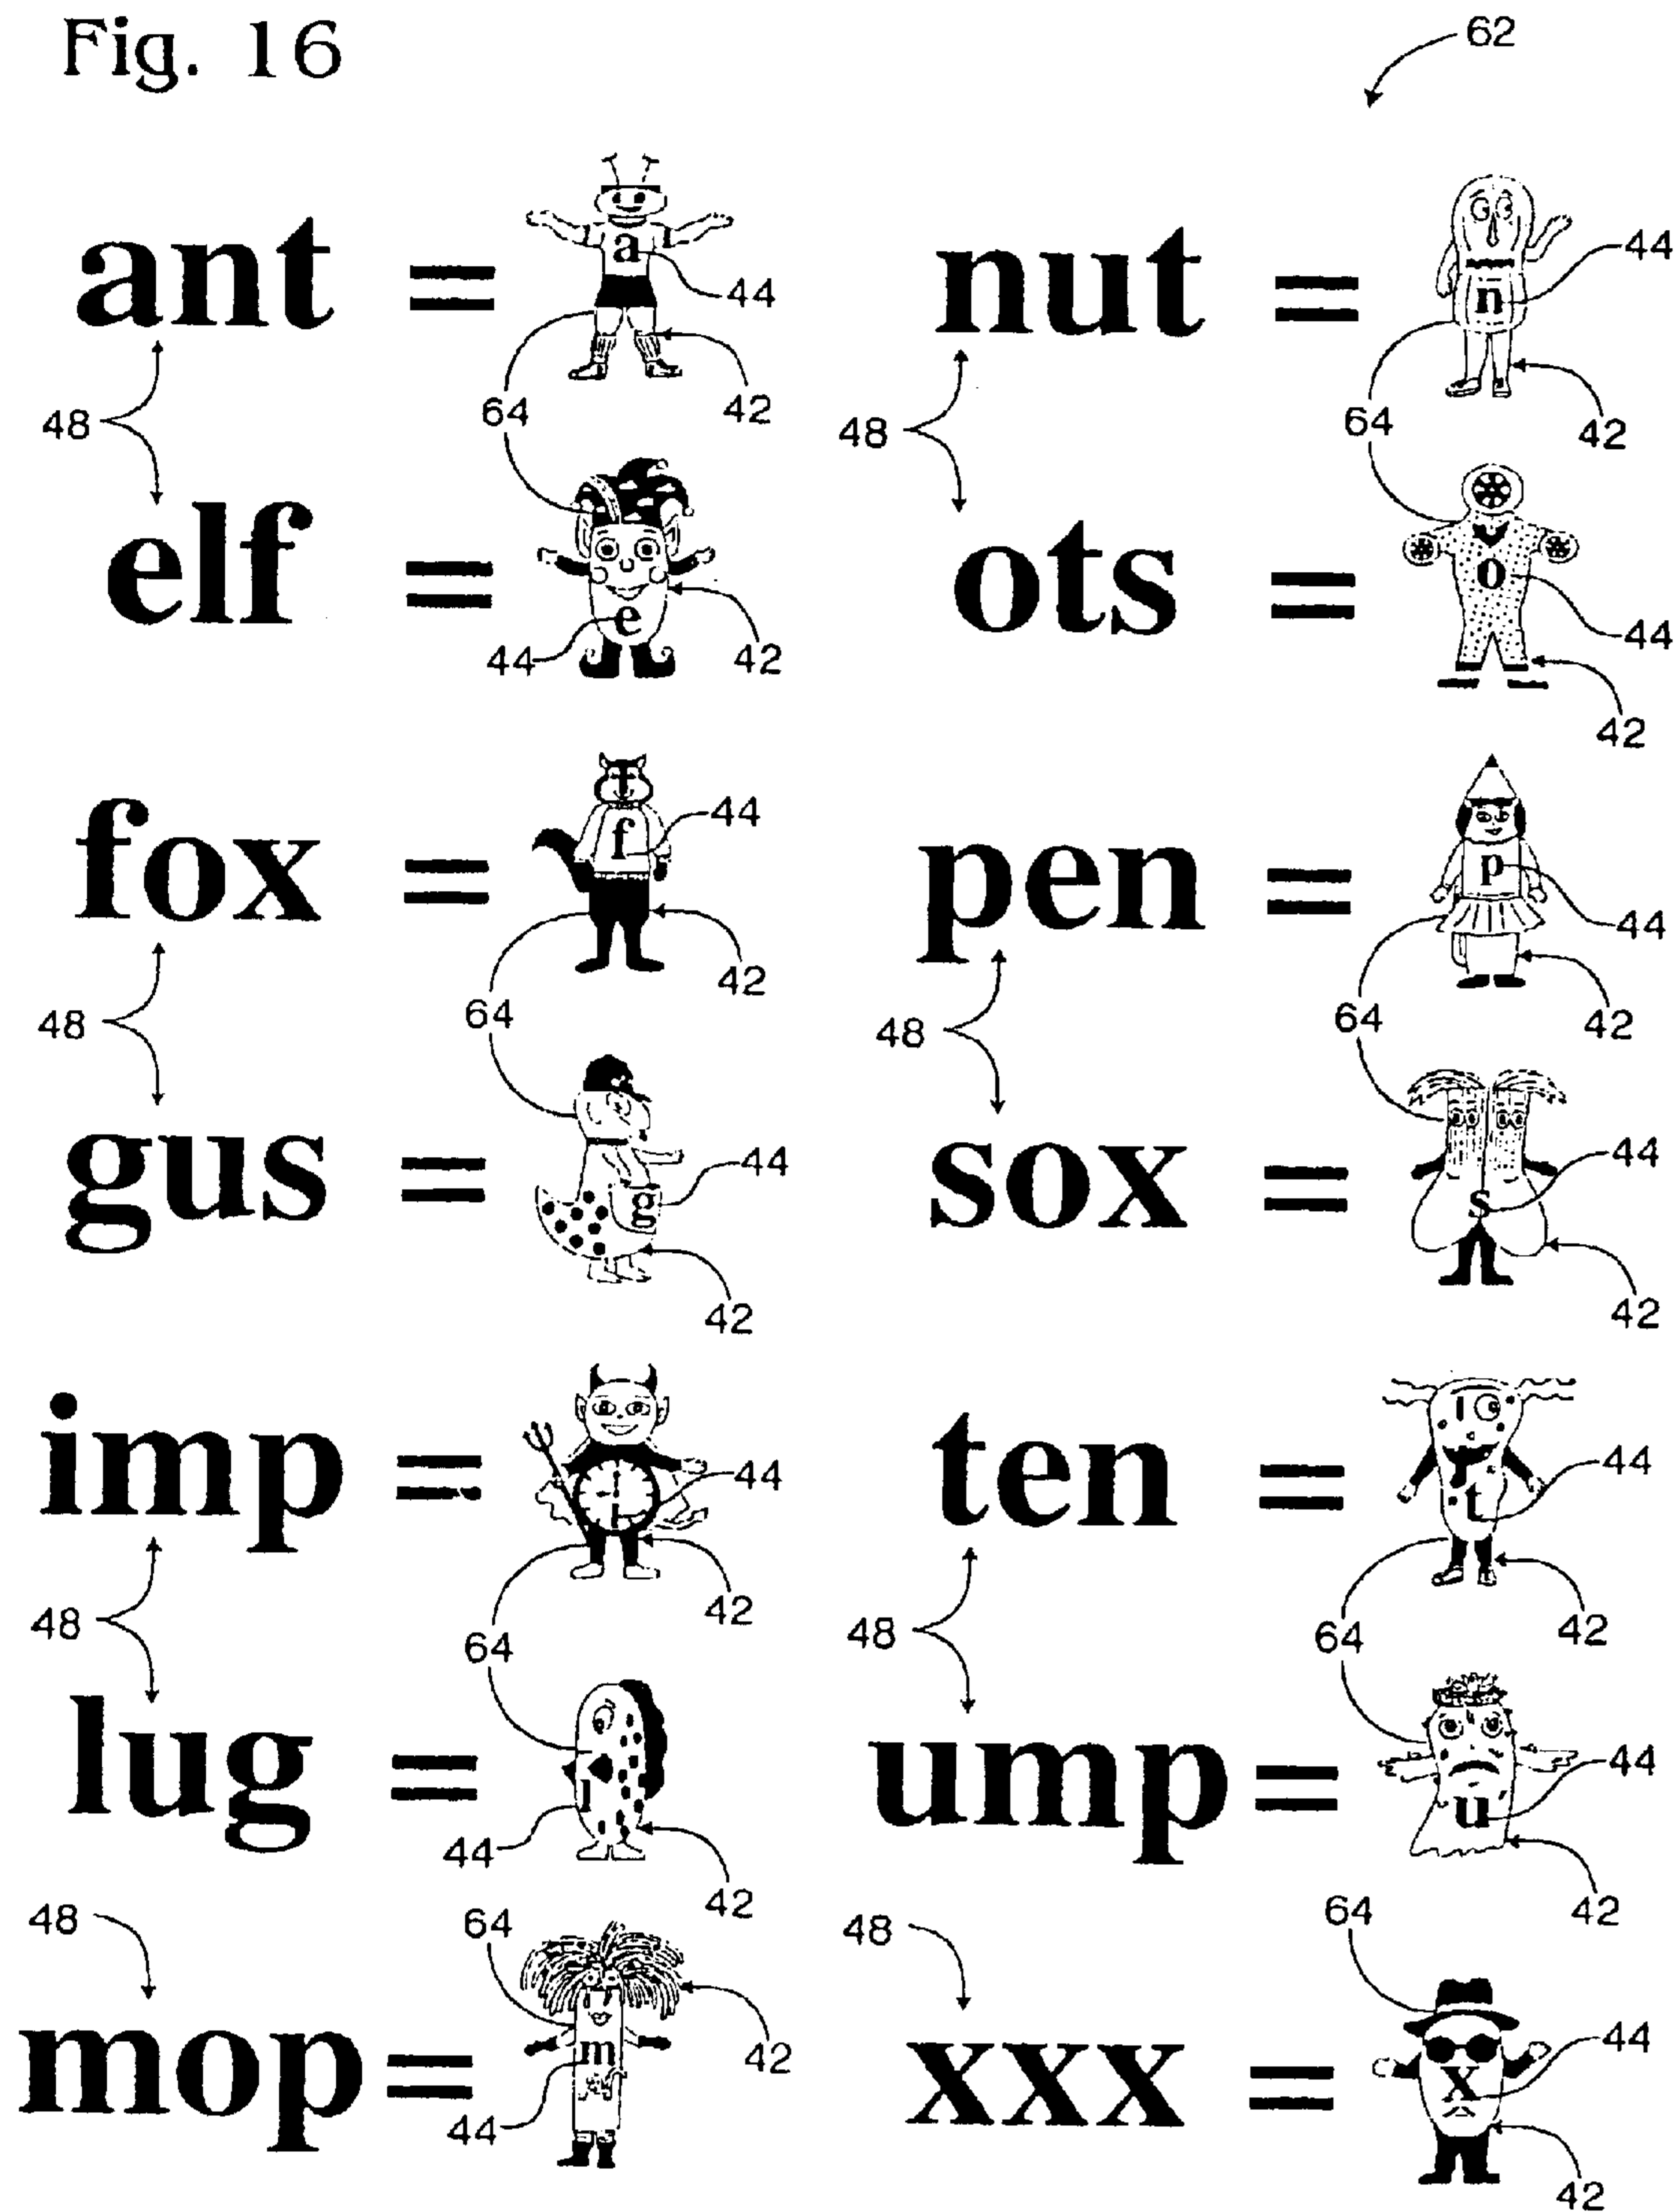 Fig. 16
62
ant = a 44
64 42
48
elf = e
44 42
fox = f 44
42
64
48
gus = g 44
42
imp = i 44
42
64
48
lug = l
44 42
48
64
mop = m 42
44
nut = n 44
64 42
48
ots = o
44
42
pen = p
44
64 42
48
sox = s 44
42
ten = t 44
64 42
48
ump = u 44
42
48 64
xxx = x 44
42